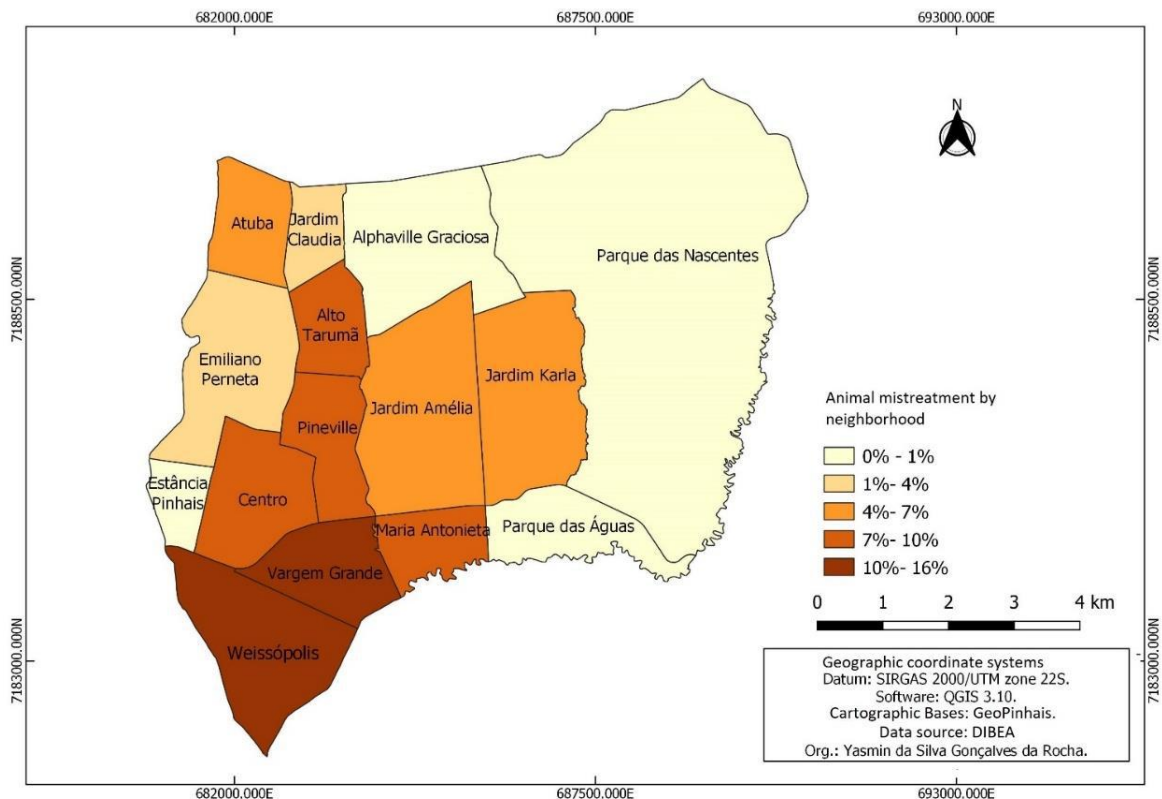 682000.000E
687500.000E
693000.000E
N
Atuba
Jardim
Claudia
Alphaville Graciosa
Parque das Nascentes
7188500.000N
7188500.000N
Alto
Tarumã
Emiliano
Perneta
Jardim Karla
Jardim Amélia
Pineville
Animal mistreatment by
neighborhood
0% - 1%
1%- 4%
4%- 7%
7%- 10%
10%- 16%
Estância
Pinhais
Centro
Maria Antonieta
Parque das Águas
Vargem Grande
Weissópolis
0 1 2 3 4 km
7183000.000N
7183000.000N
Geographic coordinate systems
Datum: SIRGAS 2000/UTM zone 22S.
Software: QGIS 3.10.
Cartographic Bases: GeoPinhais.
Data source: DIBEA
Org.: Yasmin da Silva Gonçalves da Rocha.
682000.000E
687500.000E
693000.000E